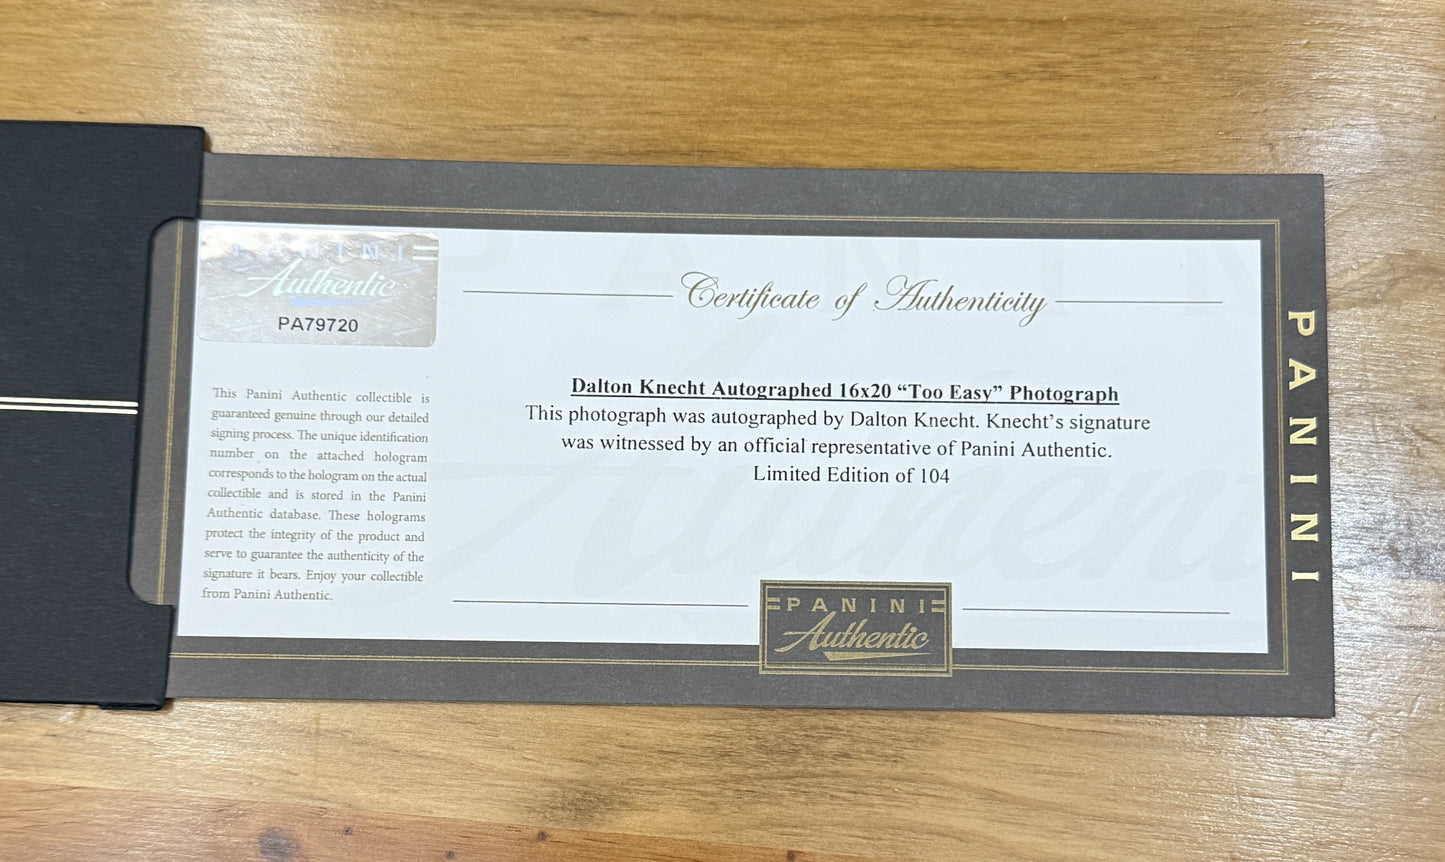 PANINI
Authentic
PA79720
This Panini Authentic collectible is
guaranteed genuine through our detailed
signing process. The unique identification
number on the attached hologram
corresponds to the hologram on the actual
collectible and is stored in the Panini
Authentic database. These holograms
protect the integrity of the product and
serve to guarantee the authenticity of the
signature it bears. Enjoy your collectible
from Panini Authentic.
Certificate of Authenticity
Dalton Knecht Autographed 16x20 “Too Easy” Photograph
This photograph was autographed by Dalton Knecht. Knecht’s signature
was witnessed by an official representative of Panini Authentic.
Limited Edition of 104
PANINI
Authentic
PANINI
PANINI
Authentic